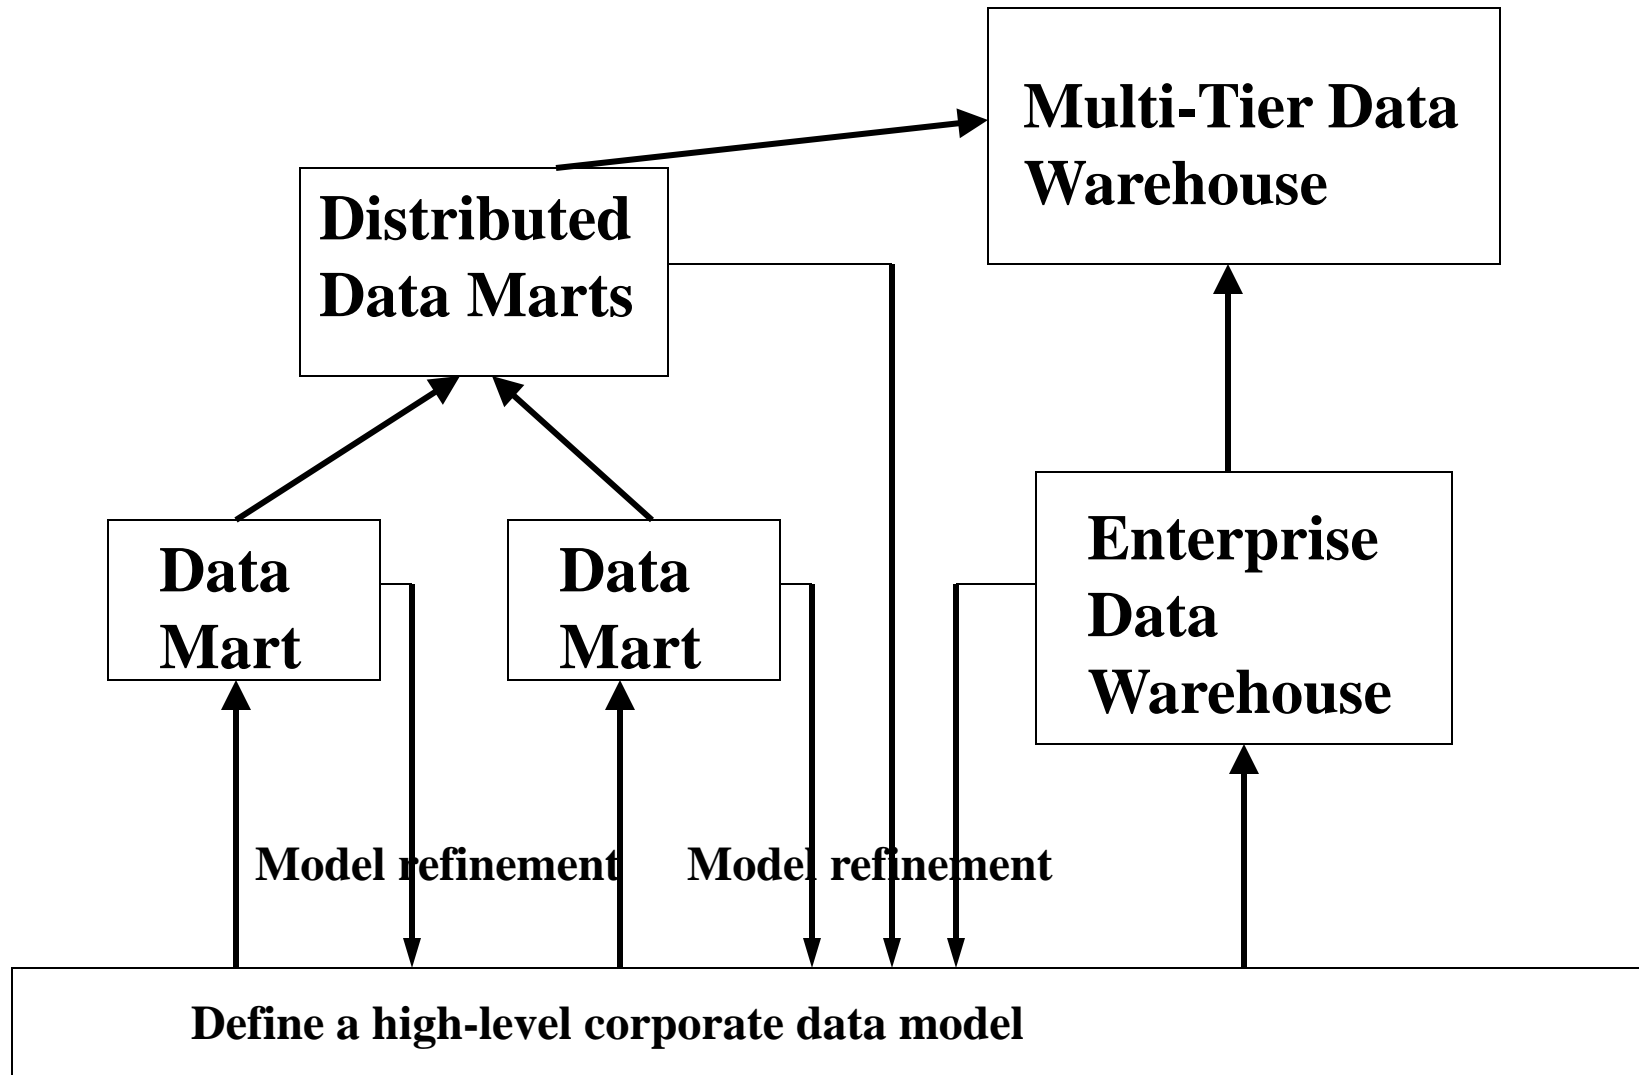 Multi-Tier Data
Warehouse
Distributed
Data Marts
Data
Mart
Data
Mart
Enterprise
Data
Warehouse
Model refinement
Model refinement
Define a high-level corporate data model